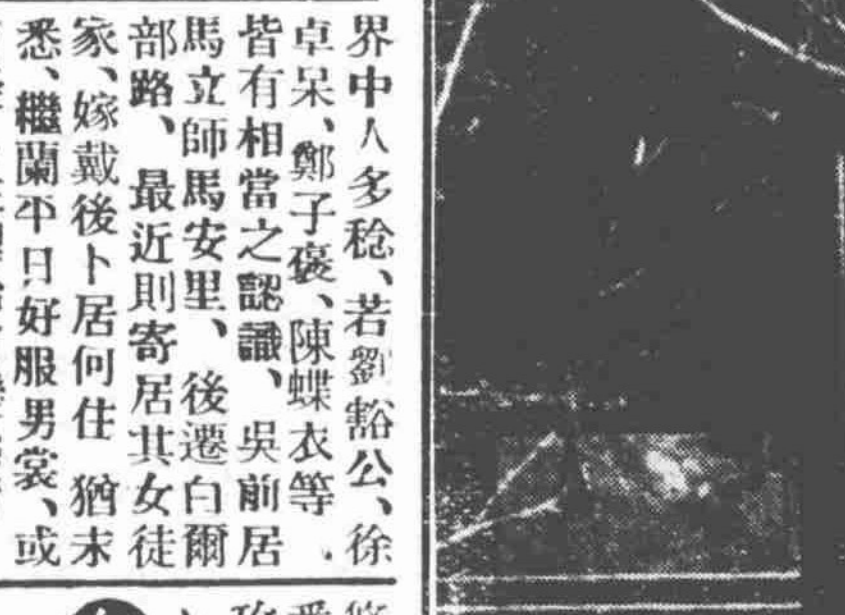 界中人多稔、若劉豁公、徐
卓呆、鄭子褒、陳蝶衣等、
皆有相當之認識、吳前居
馬立師馬安里、後遷白爾
部路、最近則寄居其女徒
家、嫁戴後卜居何住 猶未
悉、繼蘭平日好服男裳、或